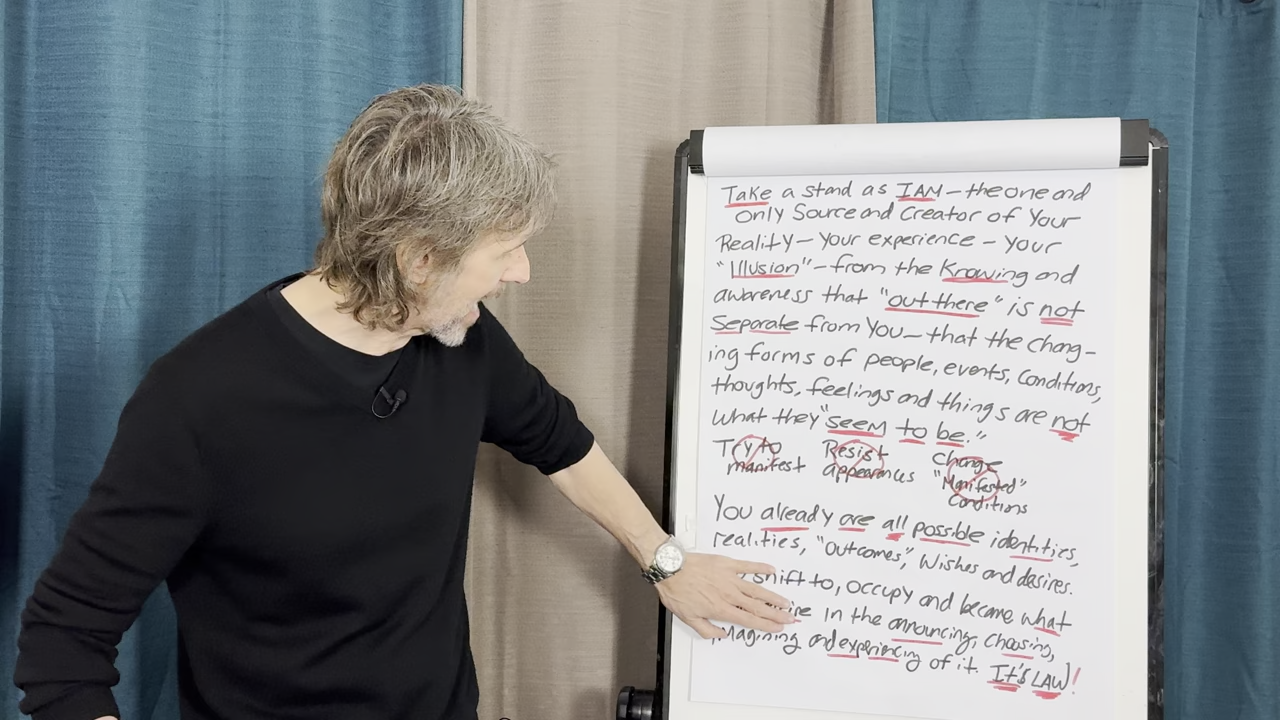 Take a stand as IAM - the one and
only Source and Creator of Your
Reality - Your experience - Your
"Illusion" - from the Knowing and
awareness that "out there" is not
Separate from You - that the chang-
ing forms of people, events, conditions,
thoughts, feelings and things are not
what they "seem to be."
Try to Resist Change
manifest appearances "Manifested"
Conditions
You already are all possible identities,
realities, "Outcomes", Wishes and desires.
shift to, occupy and become what
in the announcing, choosing,
imagining and experiencing of it. It's LAW!